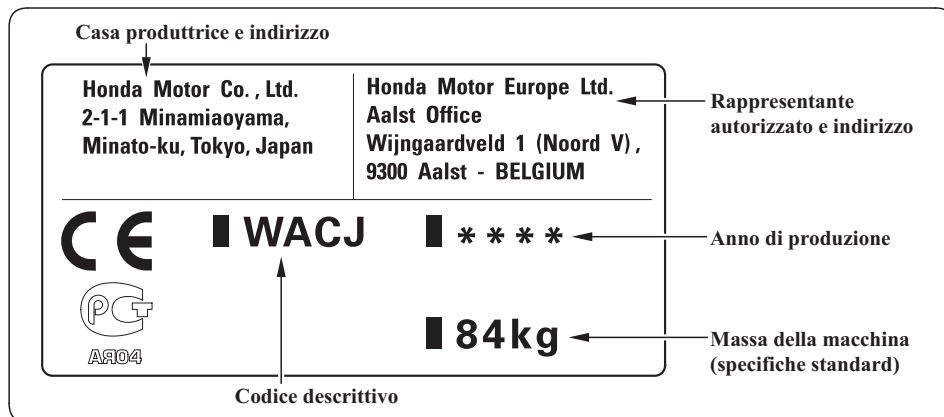 Casa produttrice e indirizzo
Honda Motor Co., Ltd.
2-1-1 Minamiaoyama,
Minato-ku, Tokyo, Japan
Honda Motor Europe Ltd.
Aalst Office
Wijngaardveld 1 (Noord V),
9300 Aalst - BELGIUM
Rappresentante
autorizzato e indirizzo
CE
WACJ
****
Anno di produzione
РСТ
84kg
Massa della macchina
(specifiche standard)
Codice descrittivo